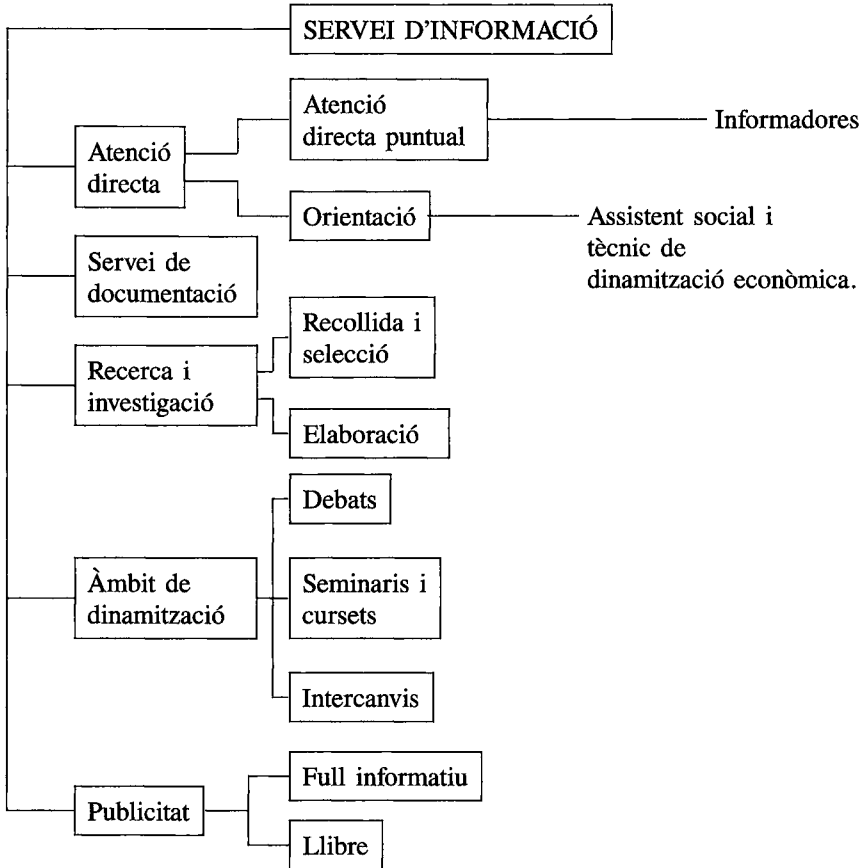 SERVEI D'INFORMACIÓ
Atenció
directa
Atenció
directa puntual
Informadores
Orientació
Assistent social i
tècnic de
dinamització econòmica.
Servei de
documentació
Recerca i
investigació
Recollida i
selecció
Elaboració
Àmbit de
dinamització
Debats
Seminaris i
cursets
Intercanvis
Publicitat
Full informatiu
Llibre